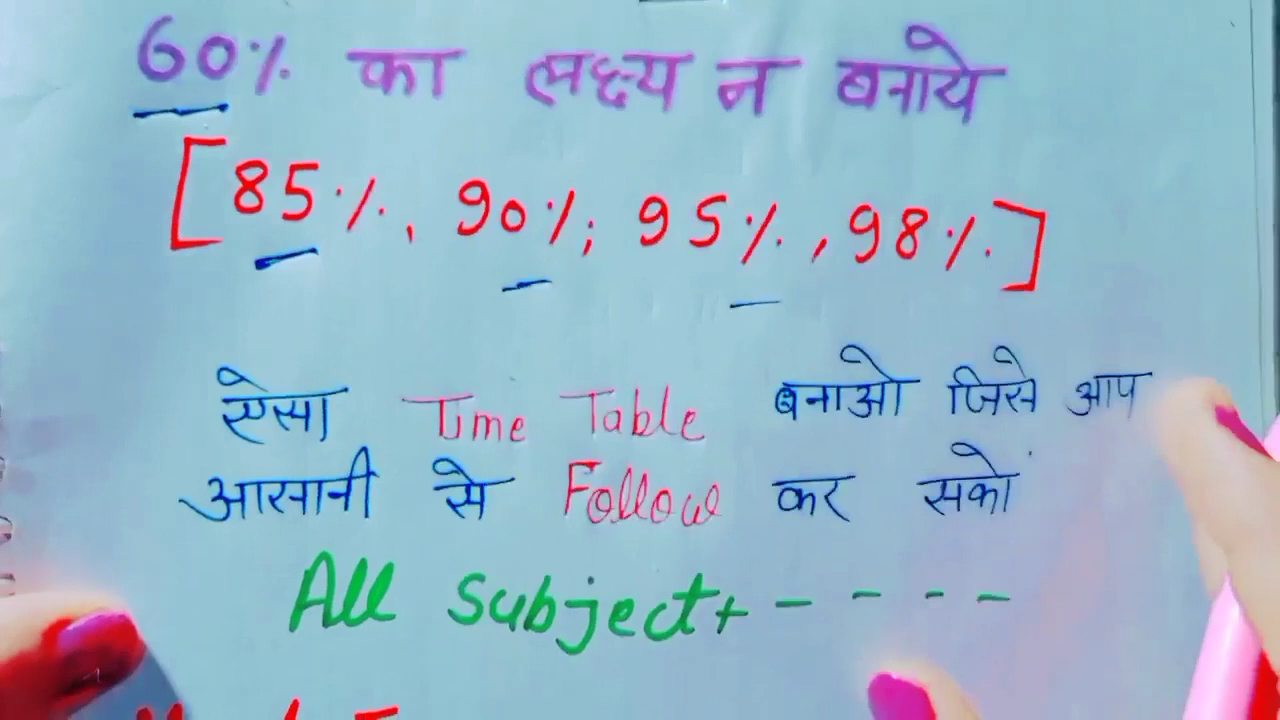 60% का लक्ष्य न बनाये
[85%, 90%; 95%, 98%.]
ऐसा Time Table बनाओ जिसे आप
आसानी से Follow कर सकों
All Subject + - - - -